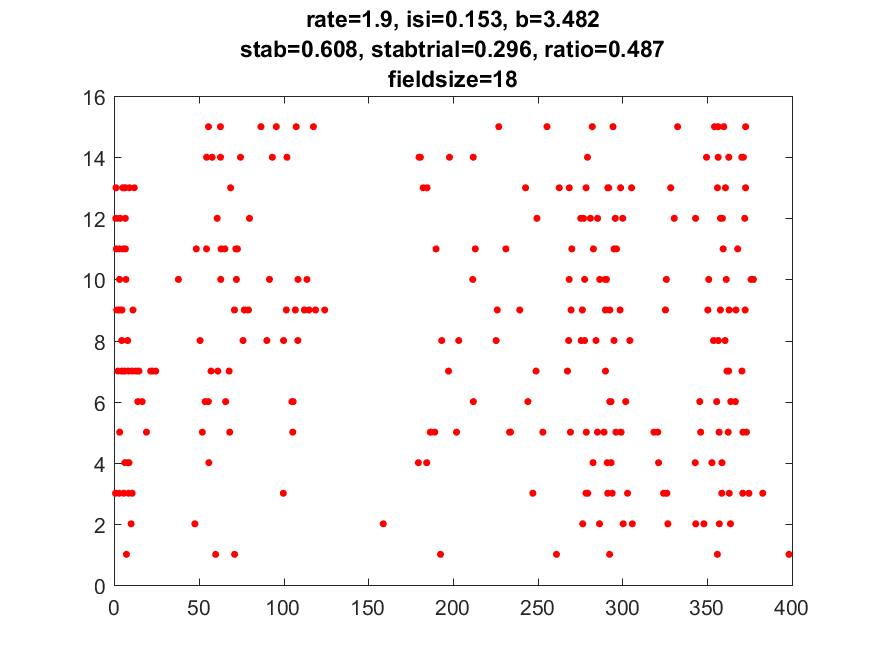 rate=1.9, isi=0.153, b=3.482
stab=0.608, stabtrial=0.296, ratio=0.487
fieldsize=18
16
14
12
10
8
6
4
2
0
0 50 100 150 200 250 300 350 400